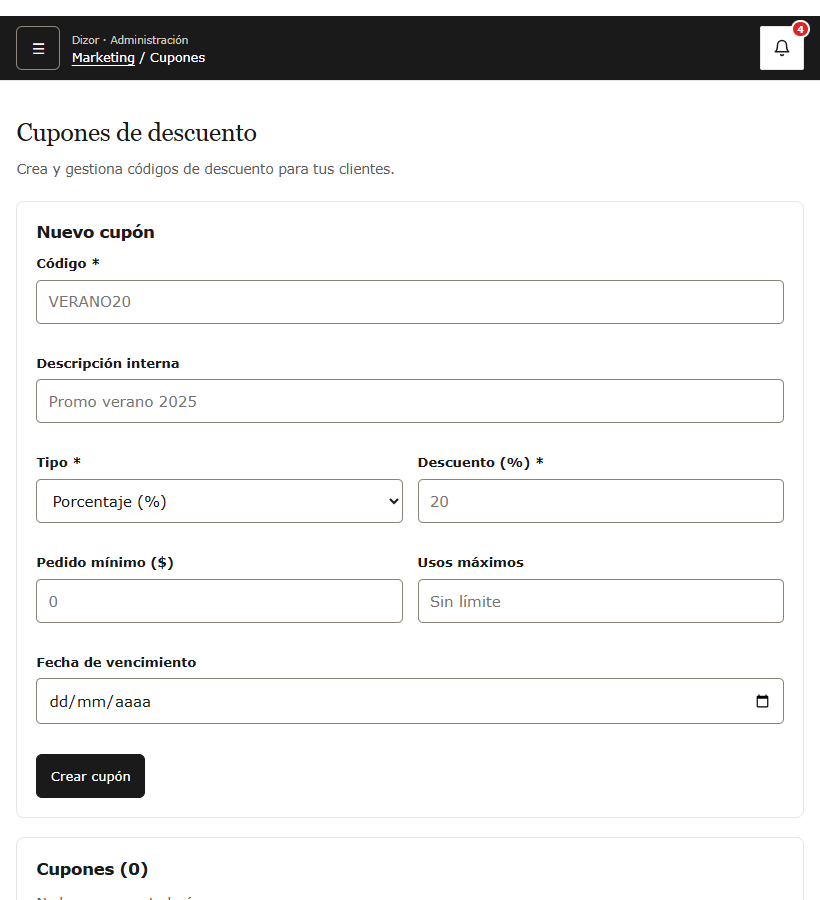 Dizor · Administración
4
Marketing / Cupones
Cupones de descuento
Crea y gestiona códigos de descuento para tus clientes.
Nuevo cupón
Código *
VERANO20
Descripción interna
Promo verano 2025
Tipo *
Descuento (%) *
Porcentaje (%)
20
Pedido mínimo ($)
Usos máximos
0
Sin límite
Fecha de vencimiento
dd/mm/aaaa
Crear cupón
Cupones (0)